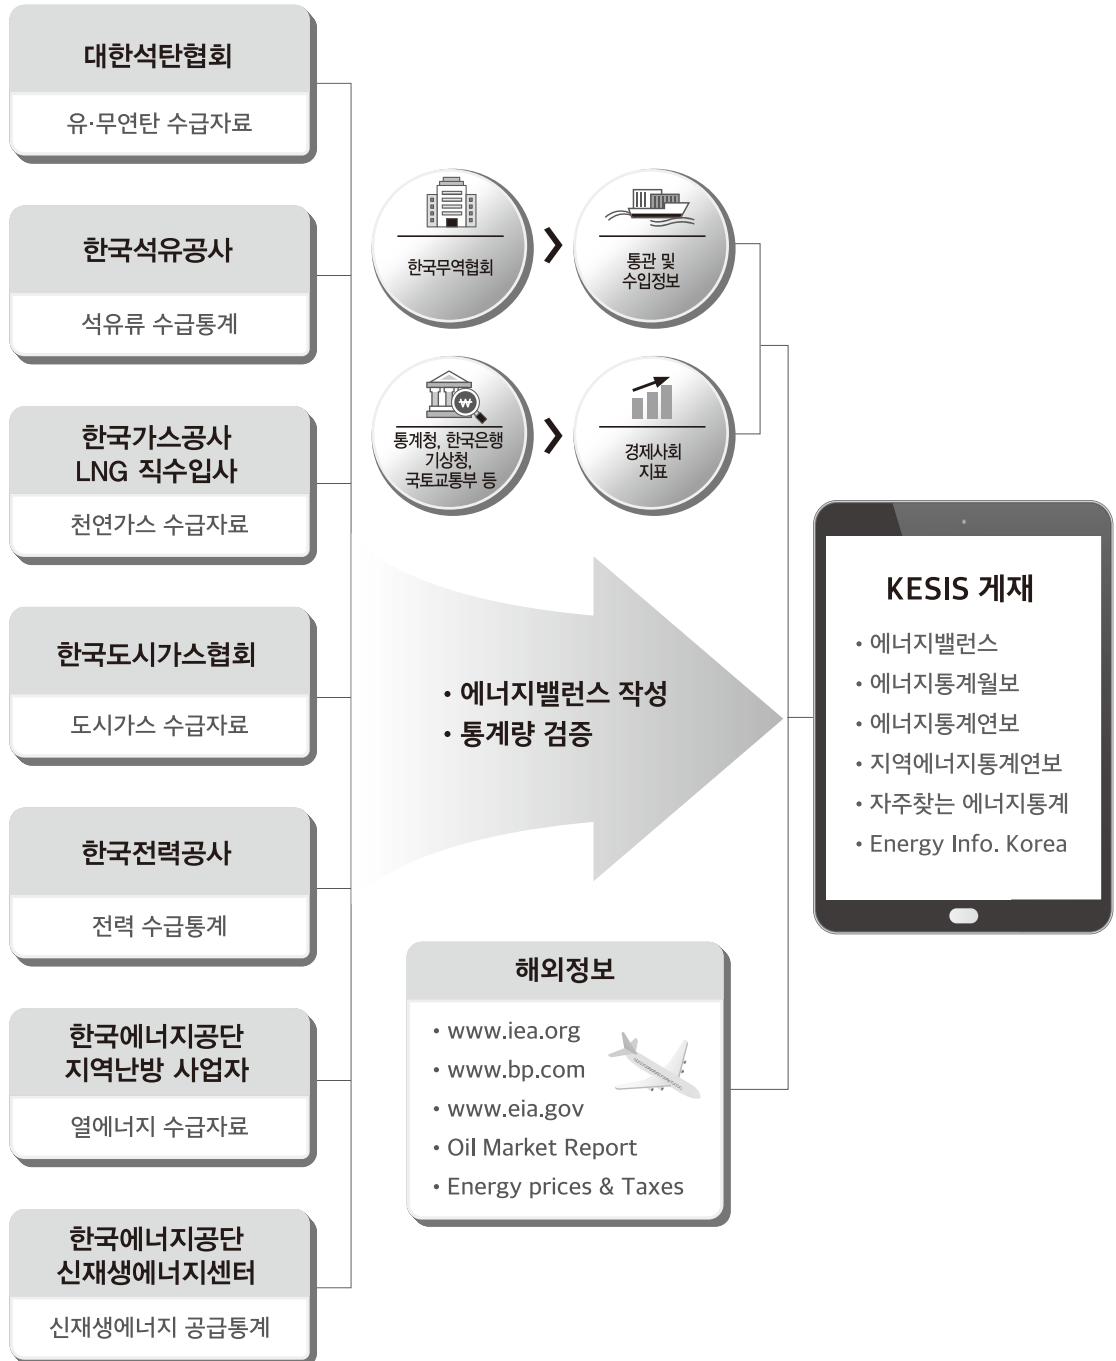 대한석탄협회
유·무연탄 수급자료
한국석유공사
석유류 수급통계
한국가스공사
LNG 직수입사
천연가스 수급자료
한국도시가스협회
도시가스 수급자료
한국전력공사
전력 수급통계
한국에너지공단
지역난방 사업자
열에너지 수급자료
한국에너지공단
신재생에너지센터
신재생에너지 공급통계
한국무역협회
통관 및
수입정보
통계청, 한국은행
기상청,
국토교통부 등
경제사회
지표
• 에너지밸런스 작성
• 통계량 검증
해외정보
• www.iea.org
• www.bp.com
• www.eia.gov
• Oil Market Report
• Energy prices & Taxes
KESIS 게재
• 에너지밸런스
• 에너지통계월보
• 에너지통계연보
• 지역에너지통계연보
• 자주찾는 에너지통계
• Energy Info. Korea